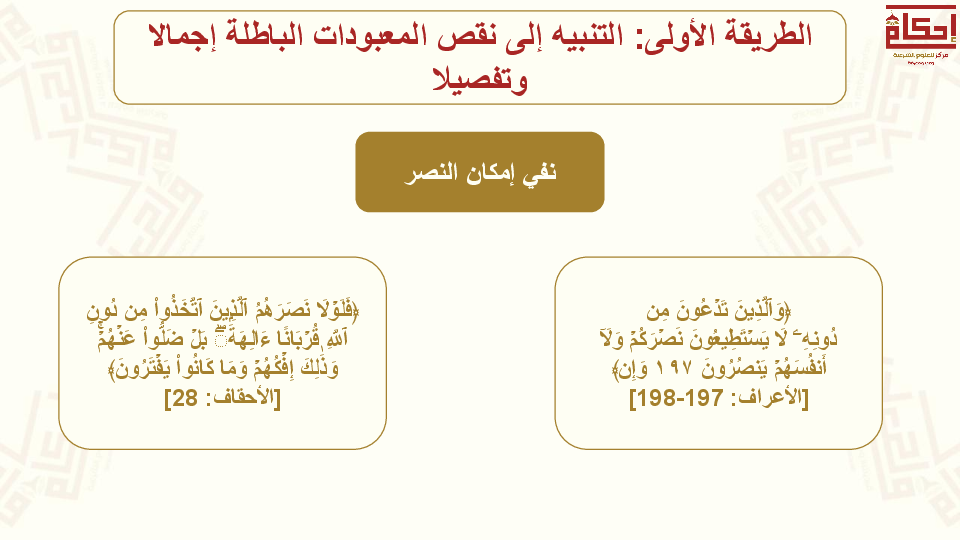 إحكام
مركز للعلوم الشرعية
الطريقة الأولى: التنبيه إلى نقص المعبودات الباطلة إجمالا
وتفصيلا
نفي إمكان النصر
﴿وَٱلَّذِينَ تَدۡعُونَ مِن
دُونِهِۦ لَا يَسۡتَطِيعُونَ نَصۡرَكُمۡ وَلَآ
أَنفُسَهُمۡ يَنصُرُونَ ١٩٧ وَإِن﴾
[الأعراف: 197-198]
﴿فَلَوۡلَا نَصَرَهُمُ ٱلَّذِينَ ٱتَّخَذُواْ مِن دُونِ
ٱللَّهِ قُرۡبَانًا ءَالِهَةَۢۖ بَلۡ ضَلُّواْ عَنۡهُمۡۚ
وَذَٰلِكَ إِفۡكُهُمۡ وَمَا كَانُواْ يَفۡتَرُونَ﴾
[الأحقاف: 28]